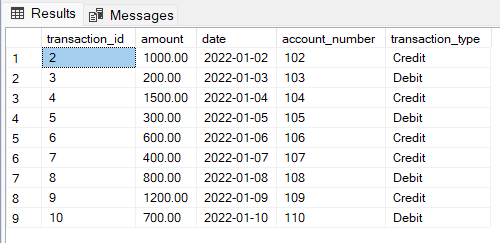 Results Messages
transaction_id amount date account_number transaction_type
1 2 1000.00 2022-01-02 102 Credit
2 3 200.00 2022-01-03 103 Debit
3 4 1500.00 2022-01-04 104 Credit
4 5 300.00 2022-01-05 105 Debit
5 6 600.00 2022-01-06 106 Credit
6 7 400.00 2022-01-07 107 Credit
7 8 800.00 2022-01-08 108 Debit
8 9 1200.00 2022-01-09 109 Credit
9 10 700.00 2022-01-10 110 Debit